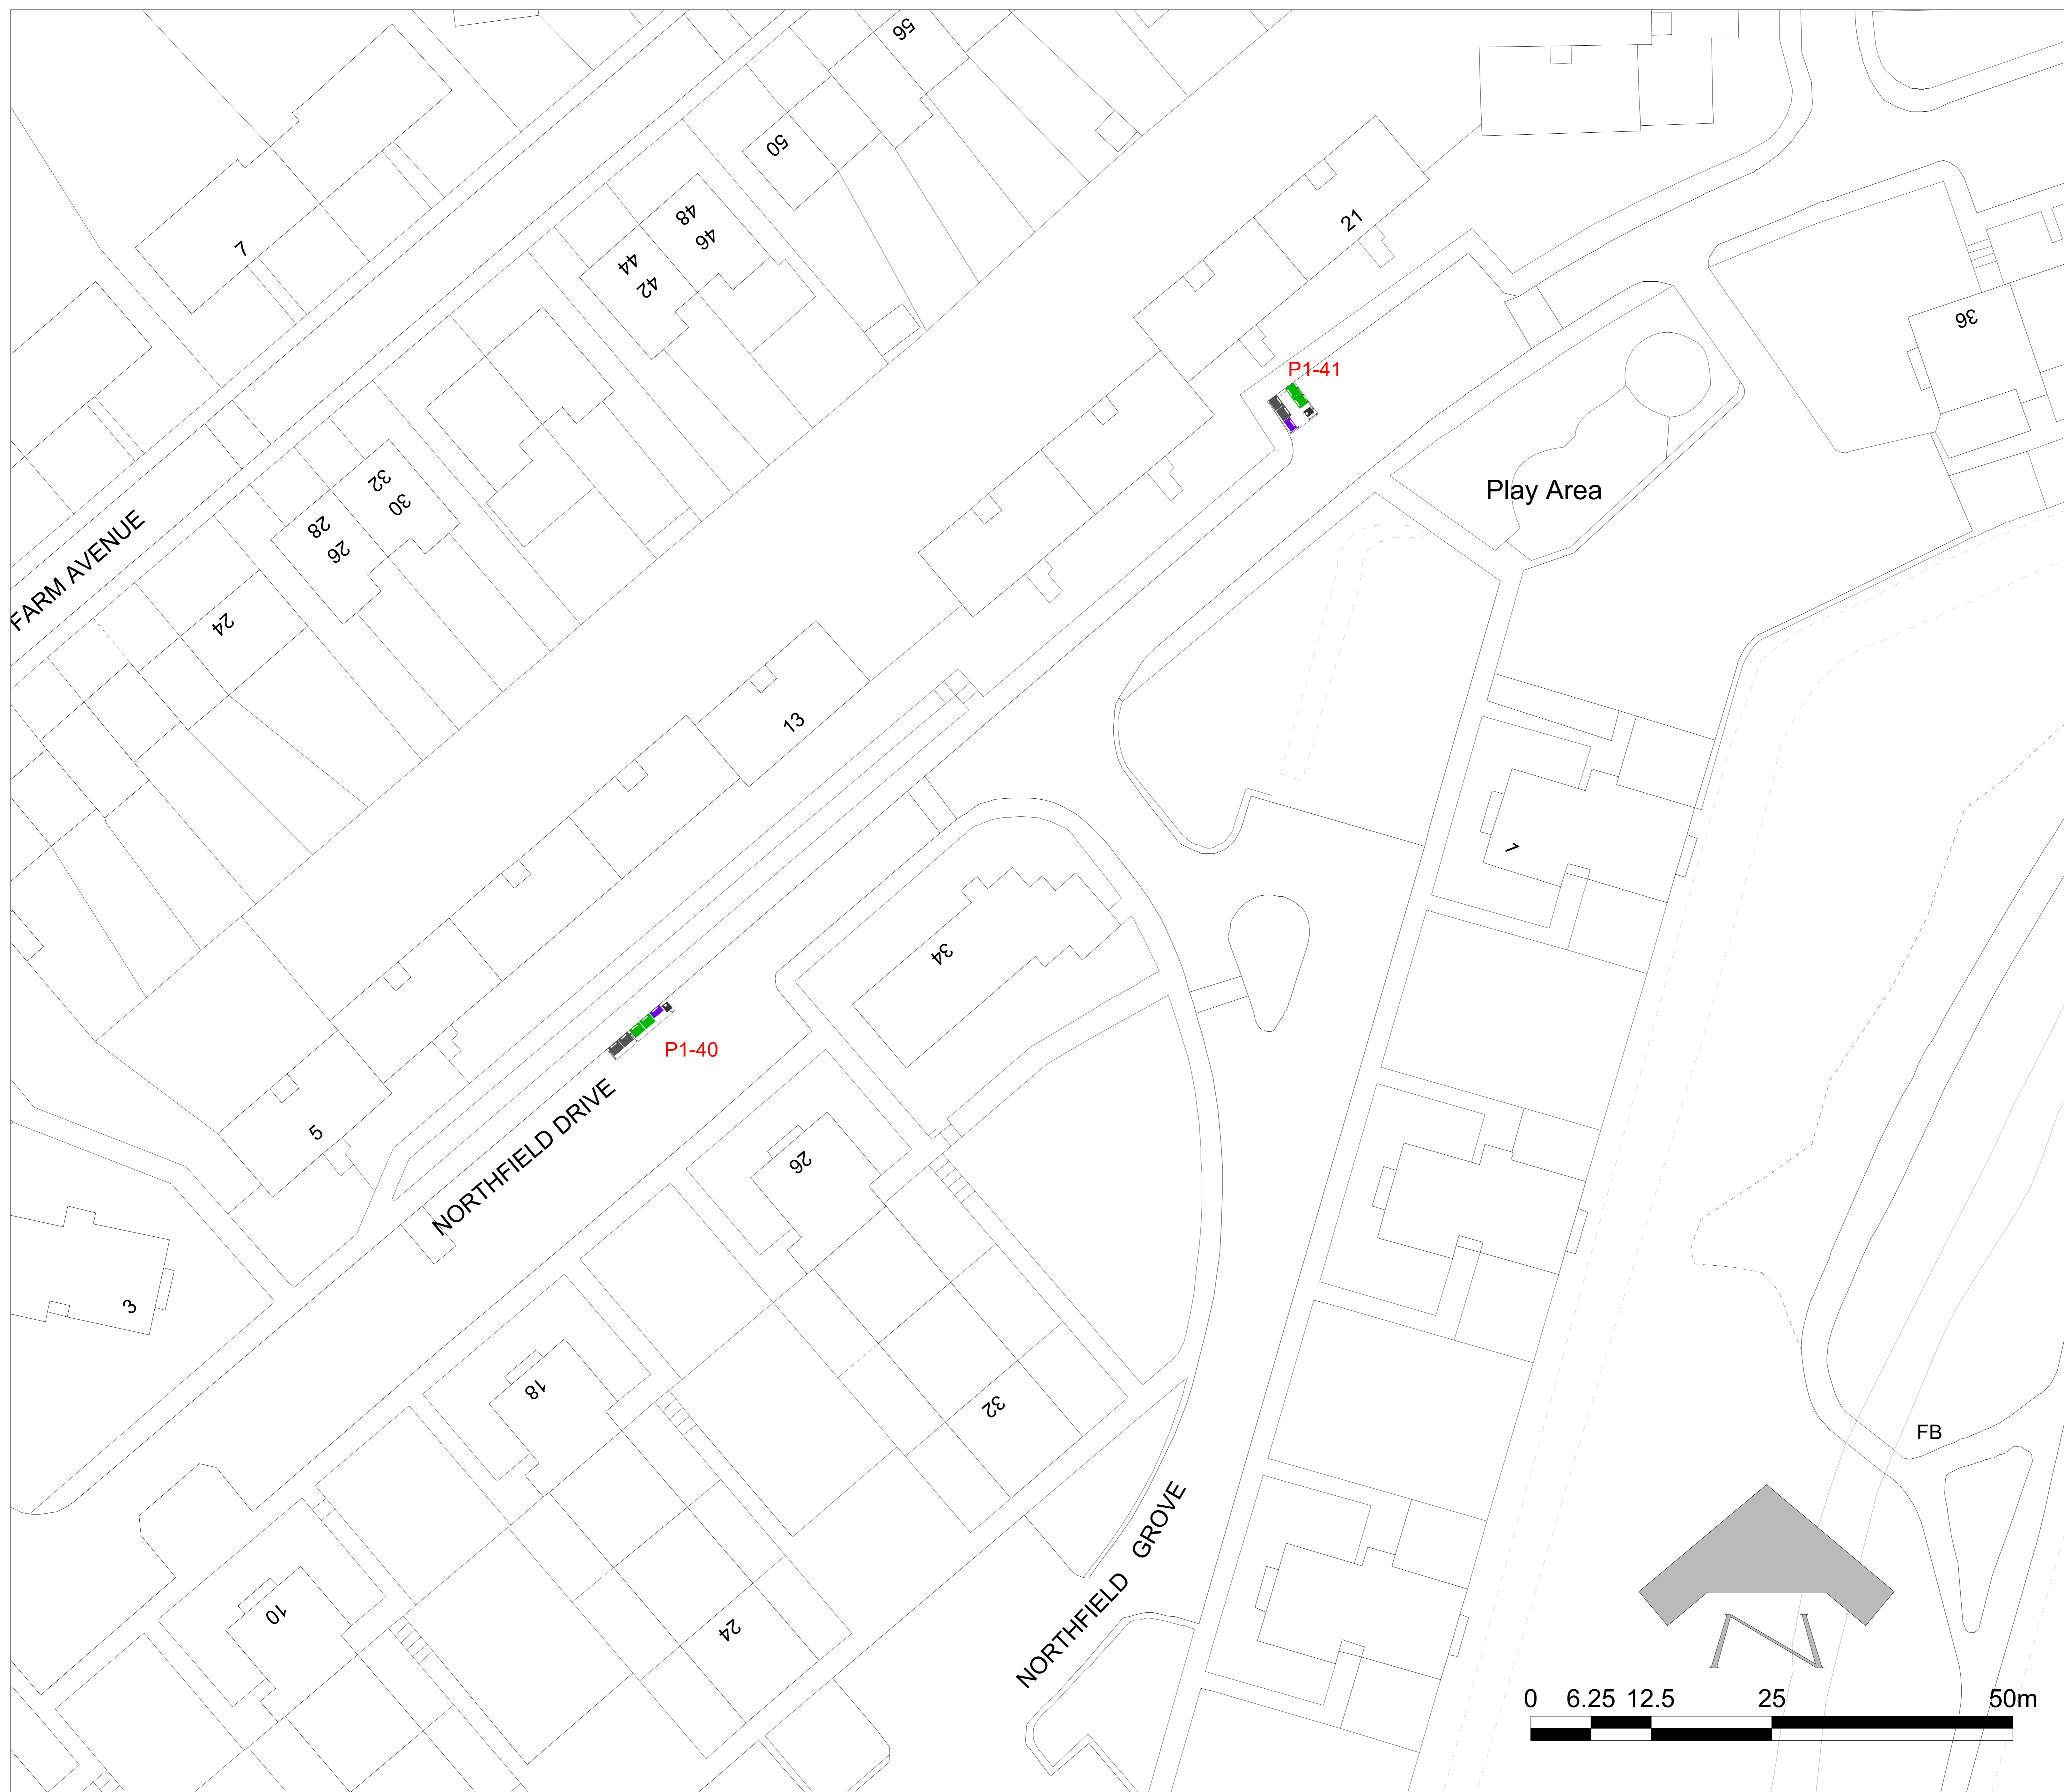 56
50
48
46
44
42
7
21
36
P1-41
Play Area
32
30
28
26
FARM AVENUE
24
13
1
34
P1-40
NORTHFIELD DRIVE
5
26
3
18
32
FB
NORTHFIELD GROVE
10
24
N
0 6.25 12.5 25 50m